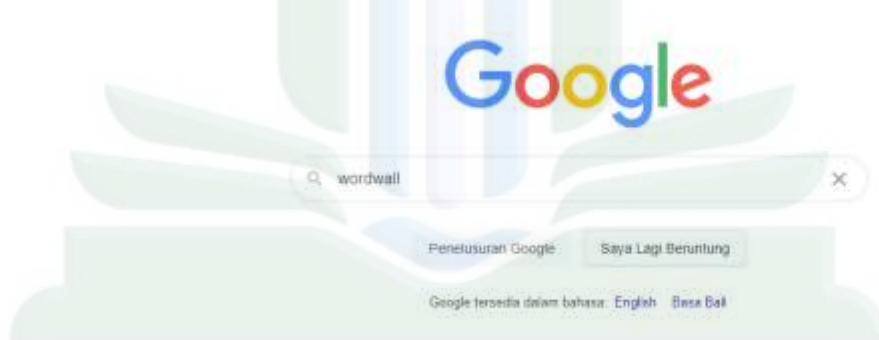 Google
wordwall
Penelusuran Google Saya Lagi Beruntung
Google tersedia dalam bahasa: English Basa Bali